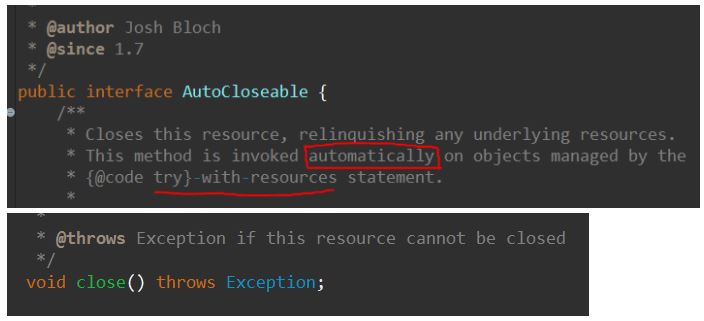 *
* @author Josh Bloch
* @since 1.7
*/
public interface AutoCloseable {
/**
* Closes this resource, relinquishing any underlying resources.
* This method is invoked automatically on objects managed by the
* {@code try}-with-resources statement.
*
*
* @throws Exception if this resource cannot be closed
*/
void close() throws Exception;